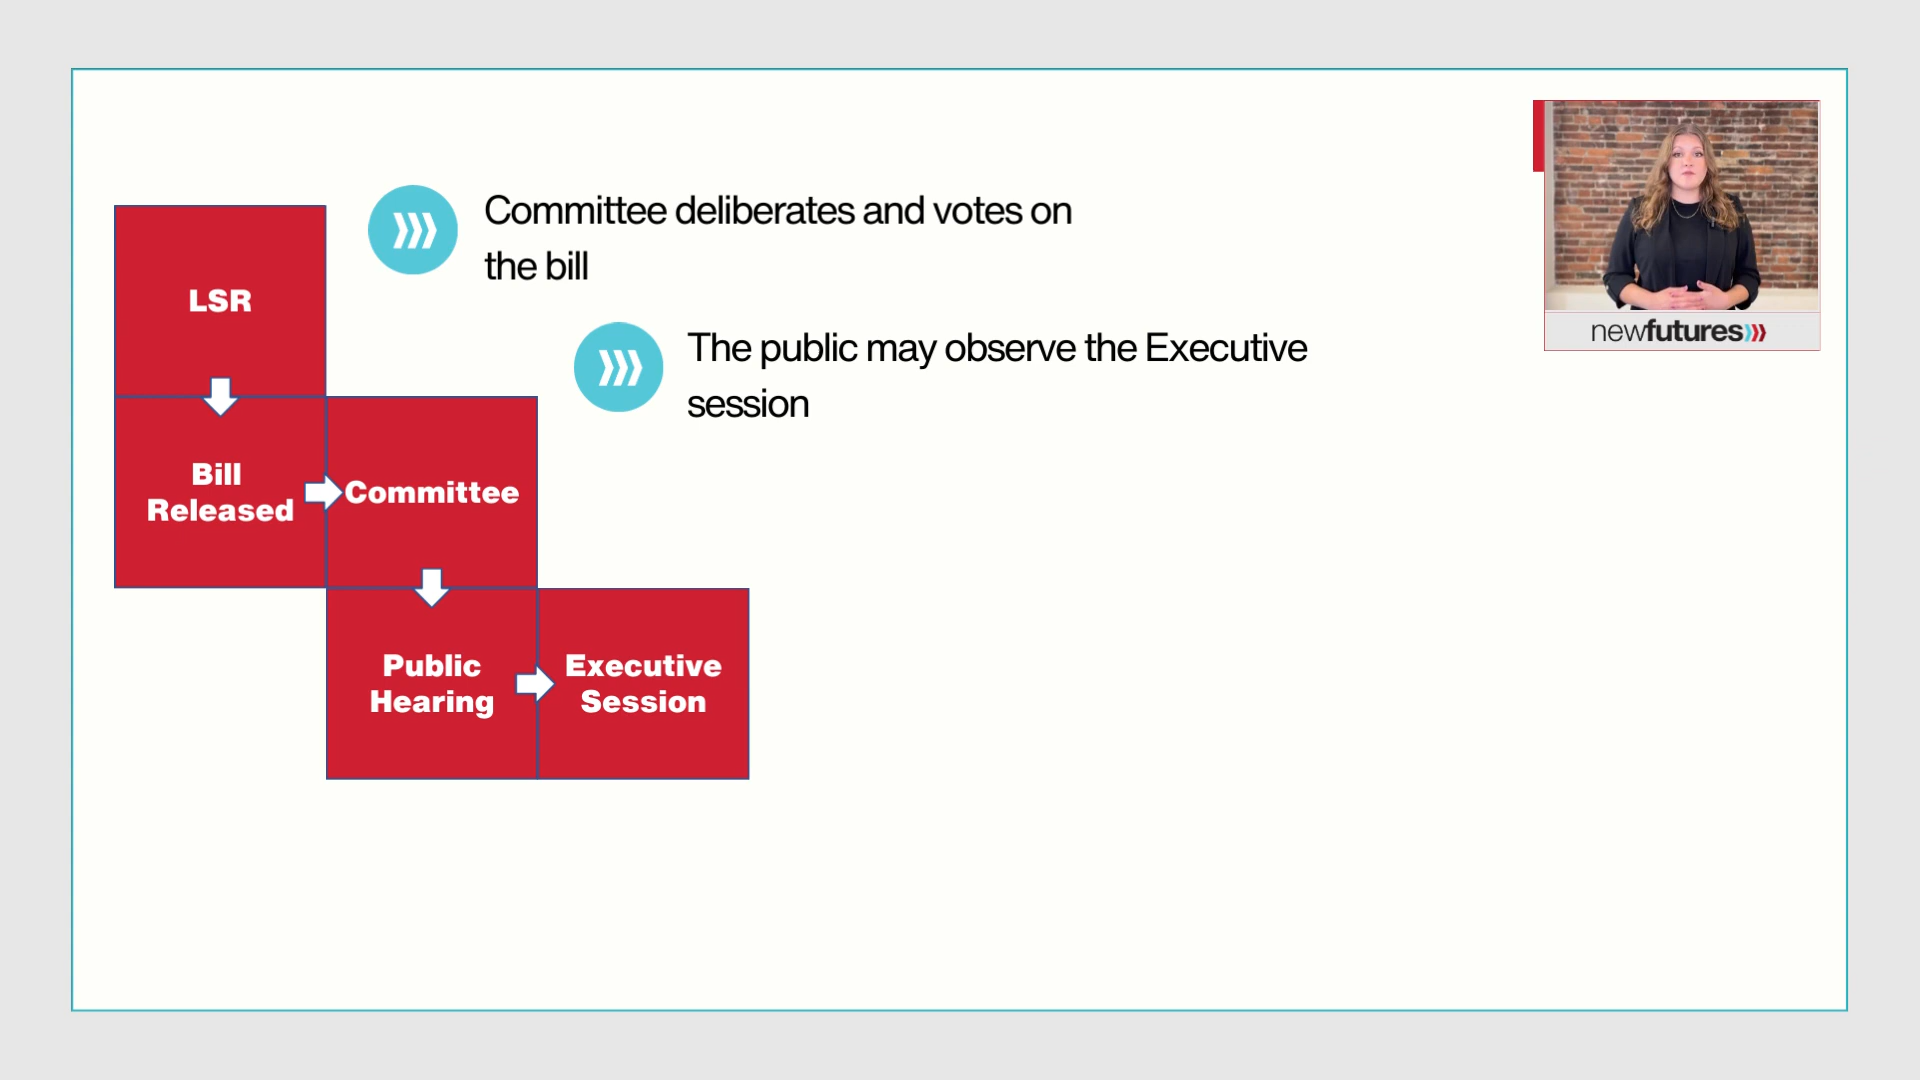 Committee deliberates and votes on
the bill
The public may observe the Executive
session
LSR
Bill
Released
Committee
Public
Hearing
Executive
Session
newfutures